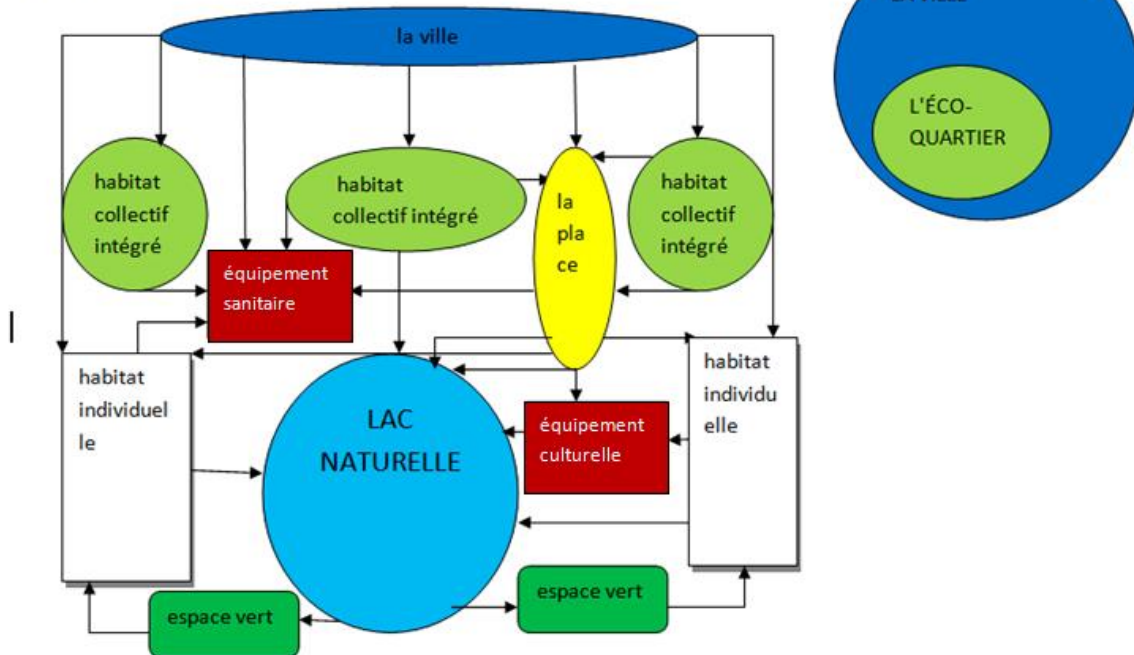 la ville
L'ÉCO-
QUARTIER
habitat
collectif
intégré
habitat
collectif intégré
la
pla
ce
habitat
collectif
intégré
équipement
sanitaire
habitat
individuel
le
LAC
NATURELLE
équipement
culturelle
habitat
individu
elle
espace vert
espace vert